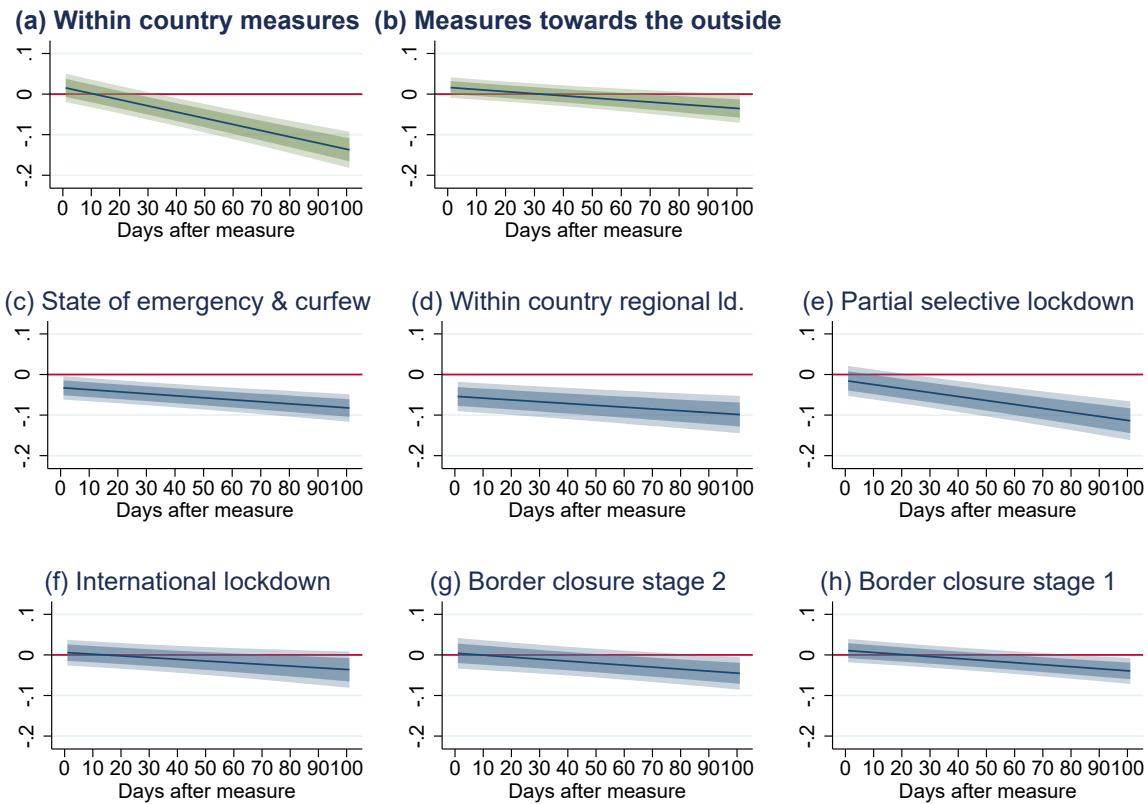 (a) Within country measures (b) Measures towards the outside
.1 .1
0 0
-.1 -.1
-.2 -.2
0 10 20 30 40 50 60 70 80 90100 0 10 20 30 40 50 60 70 80 90100
Days after measure Days after measure
(c) State of emergency & curfew (d) Within country regional ld. (e) Partial selective lockdown
.1 .1 .1
0 0 0
-.1 -.1 -.1
-.2 -.2 -.2
0 10 20 30 40 50 60 70 80 90100 0 10 20 30 40 50 60 70 80 90100 0 10 20 30 40 50 60 70 80 90100
Days after measure Days after measure Days after measure
(f) International lockdown (g) Border closure stage 2 (h) Border closure stage 1
.1 .1 .1
0 0 0
-.1 -.1 -.1
-.2 -.2 -.2
0 10 20 30 40 50 60 70 80 90100 0 10 20 30 40 50 60 70 80 90100 0 10 20 30 40 50 60 70 80 90100
Days after measure Days after measure Days after measure